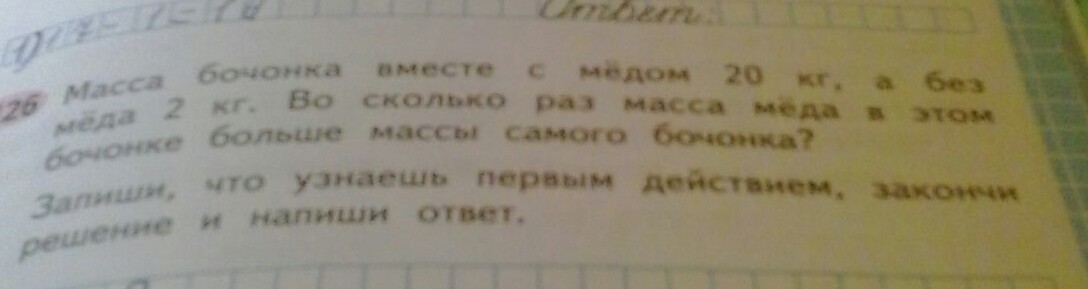 Ответ:
26 Масса бочонка вместе с мёдом 20 кг, а без
мёда 2 кг. Во сколько раз масса мёда в этом
бочонке больше массы самого бочонка?
Запиши, что узнаешь первым действием, закончи
решение и напиши ответ.